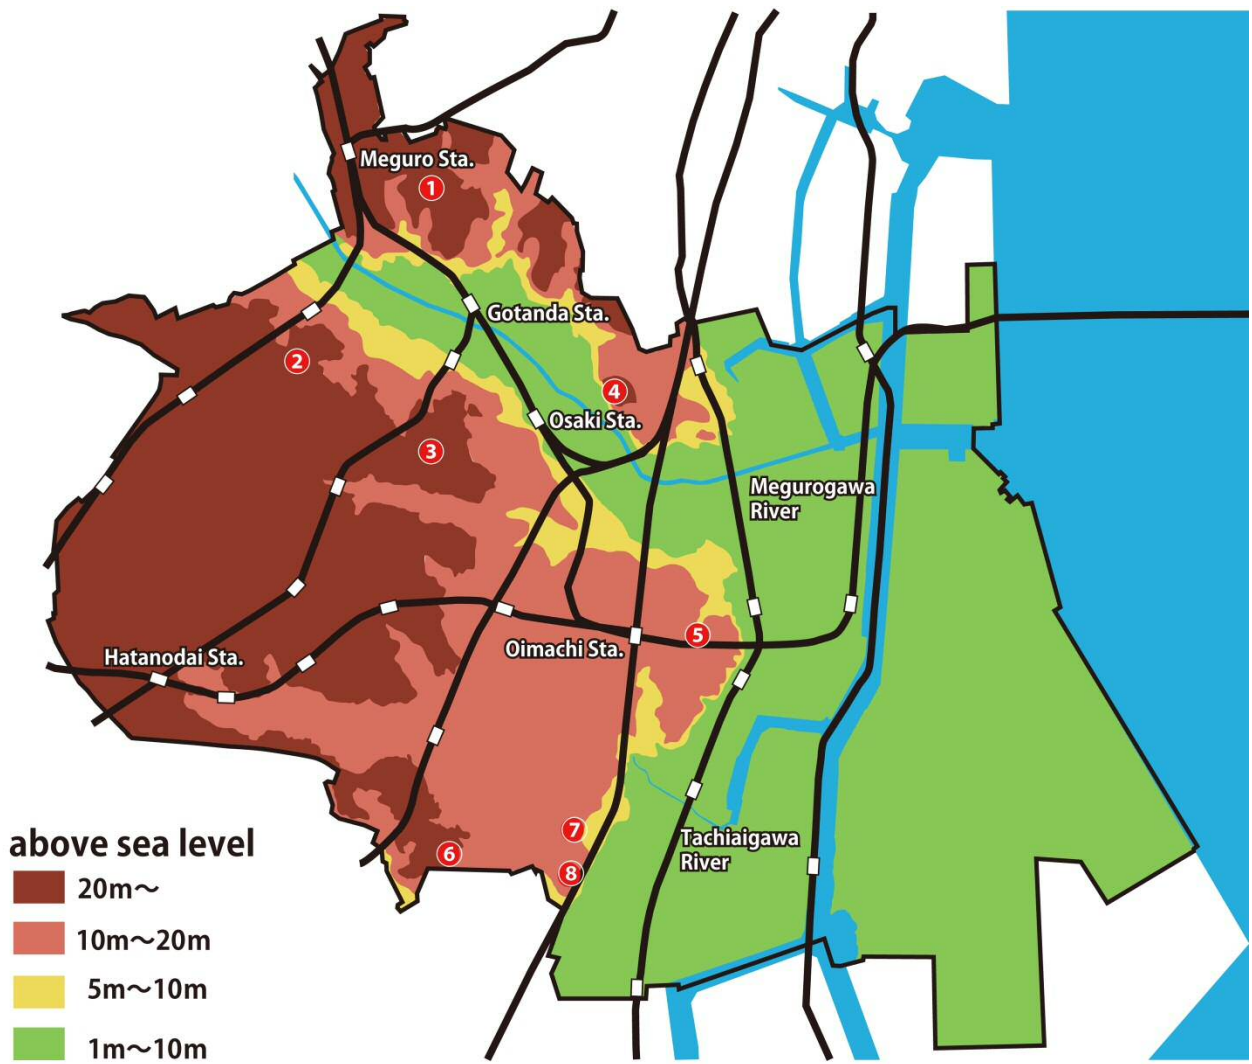 Meguro Sta.
1
Gotanda Sta.
2
4
Osaki Sta.
3
Megurogawa
River
5
Oimachi Sta.
Hatanodai Sta.
7
Tachiaigawa
River
6
8
above sea level
20m〜
10m〜20m
5m〜10m
1m〜10m